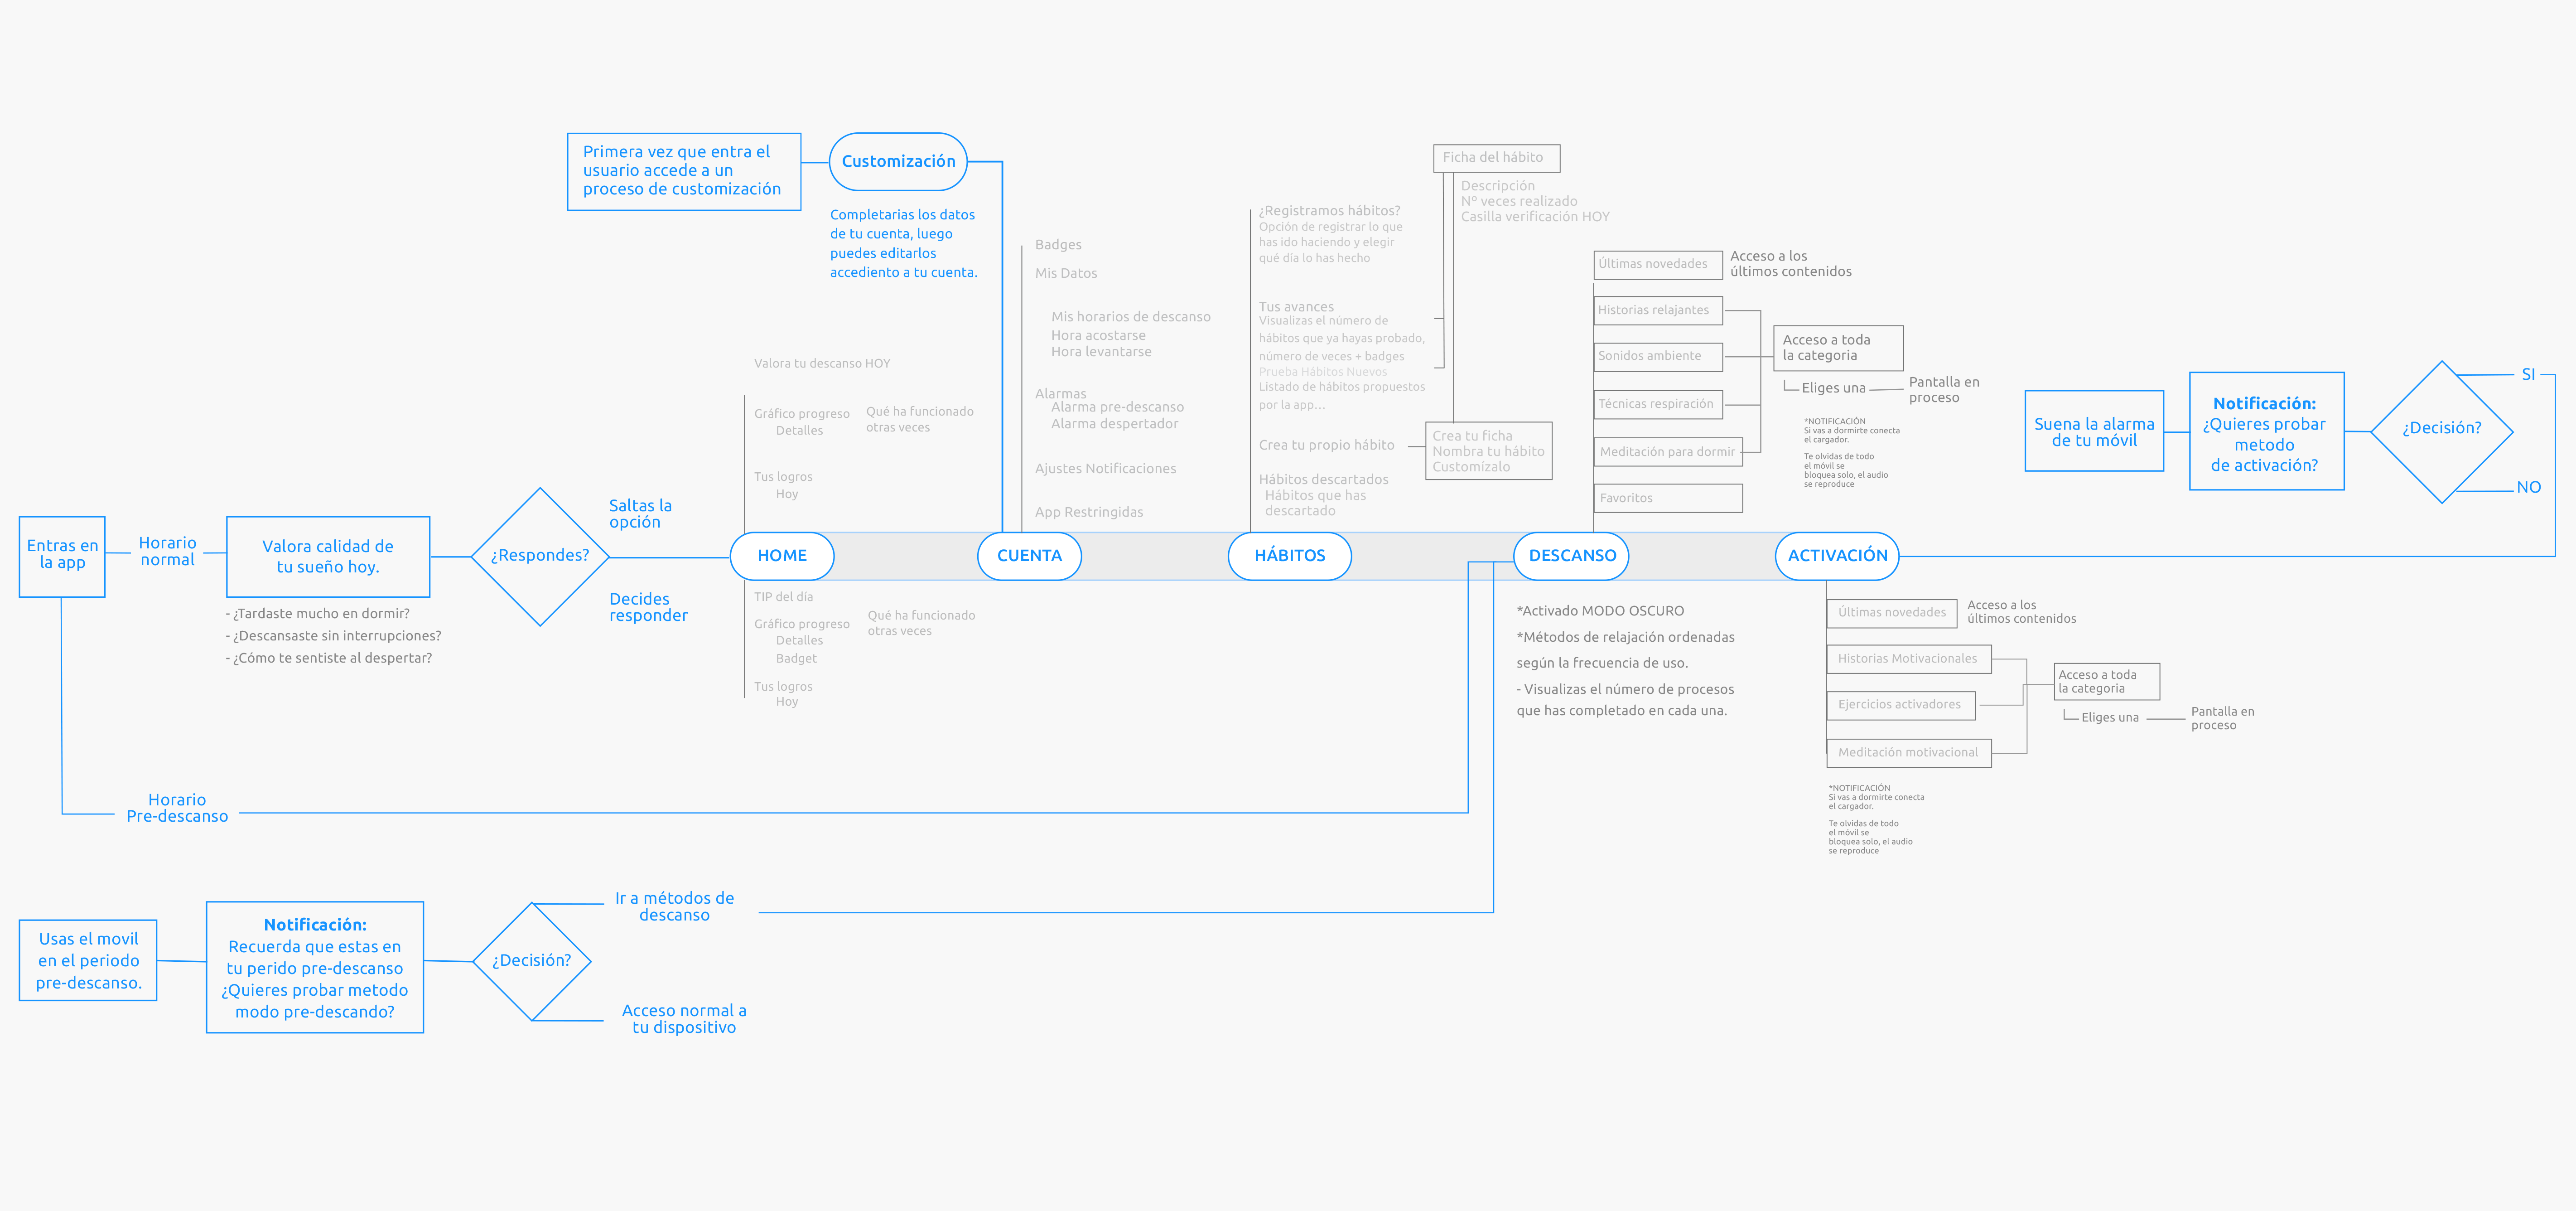 Primera vez que entra el
usuario accede a un
proceso de customización
Customización
Completarias los datos
de tu cuenta, luego
puedes editarlos
accediento a tu cuenta.
Entras en
la app
Horario
normal
Valora calidad de
tu sueño hoy.
- ¿Tardaste mucho en dormir?
- ¿Descansaste sin interrupciones?
- ¿Cómo te sentiste al despertar?
¿Respondes?
Saltas la
opción
Decides
responder
Valora tu descanso HOY
Gráfico progreso
Detalles
Qué ha funcionado
otras veces
Tus logros
Hoy
HOME
TIP del día
Gráfico progreso
Detalles
Badget
Qué ha funcionado
otras veces
Tus logros
Hoy
Badges
Mis Datos
Mis horarios de descanso
Hora acostarse
Hora levantarse
Alarmas
Alarma pre-descanso
Alarma despertador
Ajustes Notificaciones
App Restringidas
CUENTA
¿Registramos hábitos?
Opción de registrar lo que
has ido haciendo y elegir
qué día lo has hecho
Tus avances
Visualizas el número de
hábitos que ya hayas probado,
número de veces + badges
Prueba Hábitos Nuevos
Listado de hábitos propuestos
por la app...
Crea tu propio hábito
Hábitos descartados
Hábitos que has
descartado
HÁBITOS
Ficha del hábito
Descripción
Nº veces realizado
Casilla verificación HOY
Crea tu ficha
Nombra tu hábito
Customizalo
Últimas novedades
Acceso a los
últimos contenidos
Historias relajantes
Sonidos ambiente
Técnicas respiración
Meditación para dormir
Favoritos
Acceso a toda
la categoria
Eliges una
Pantalla en
proceso
*NOTIFICACIÓN
Si vas a dormirte conecta
el cargador.
Te olvidas de todo
el móvil se
bloquea solo, el audio
se reproduce
DESCANSO
*Activado MODO OSCURO
*Métodos de relajación ordenadas
según la frecuencia de uso.
- Visualizas el número de procesos
que has completado en cada una.
ACTIVACIÓN
Últimas novedades
Acceso a los
últimos contenidos
Historias Motivacionales
Ejercicios activadores
Meditación motivacional
Acceso a toda
la categoria
Eliges una
Pantalla en
proceso
*NOTIFICACIÓN
Si vas a dormirte conecta
el cargador.
Te olvidas de todo
el móvil se
bloquea solo, el audio
se reproduce
Suena la alarma
de tu móvil
Notificación:
¿Quieres probar
metodo
de activación?
¿Decisión?
SI
NO
Horario
Pre-descanso
Usas el movil
en el periodo
pre-descanso.
Notificación:
Recuerda que estas en
tu perido pre-descanso
¿Quieres probar metodo
modo pre-descando?
¿Decisión?
Ir a métodos de
descanso
Acceso normal a
tu dispositivo